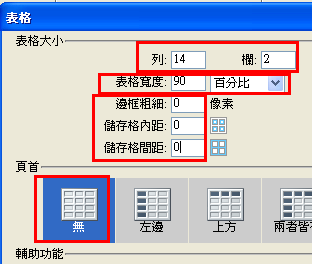 表格
表格大小
列: 14 欄: 2
表格寬度: 90 百分比
邊框粗細: 0 像素
儲存格內距: 0
儲存格間距: 0
頁首
無 左邊 上方 兩者皆
輔助功能